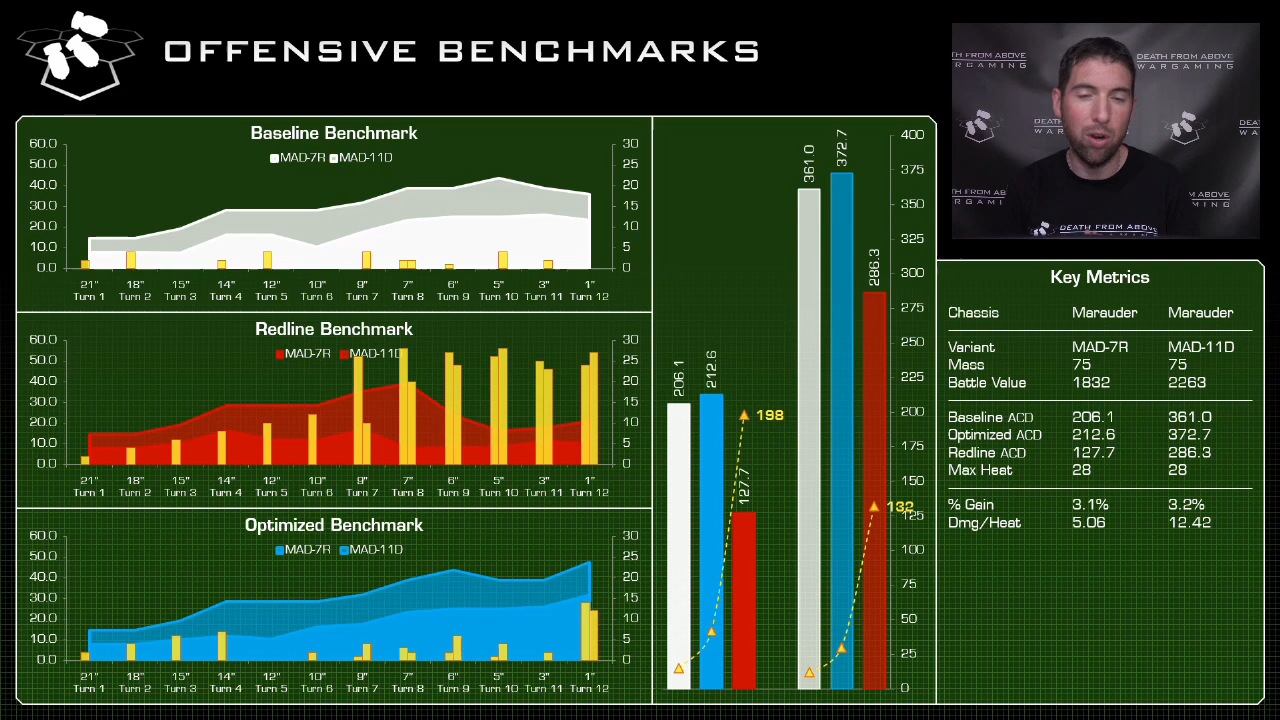 OFFENSIVE BENCHMARKS
Baseline Benchmark
MAD-7R MAD-11D
60.0
50.0
40.0
30.0
20.0
10.0
0.0
30
25
20
15
10
5
0
21" 18" 15" 14" 12" 10" 9" 7" 6" 5" 3" 1"
Turn 1 Turn 2 Turn 3 Turn 4 Turn 5 Turn 6 Turn 7 Turn 8 Turn 9 Turn 10 Turn 11 Turn 12
Redline Benchmark
MAD-7R MAD-11D
60.0
50.0
40.0
30.0
20.0
10.0
0.0
30
25
20
15
10
5
0
21" 18" 15" 14" 12" 10" 9" 7" 6" 5" 3" 1"
Turn 1 Turn 2 Turn 3 Turn 4 Turn 5 Turn 6 Turn 7 Turn 8 Turn 9 Turn 10 Turn 11 Turn 12
Optimized Benchmark
MAD-7R MAD-11D
60.0
50.0
40.0
30.0
20.0
10.0
0.0
30
25
20
15
10
5
0
21" 18" 15" 14" 12" 10" 9" 7" 6" 5" 3" 1"
Turn 1 Turn 2 Turn 3 Turn 4 Turn 5 Turn 6 Turn 7 Turn 8 Turn 9 Turn 10 Turn 11 Turn 12
206.1
212.6
127.7
198
361.0
372.7
286.3
132
400
375
350
325
300
275
250
225
200
175
150
125
100
75
50
25
0
DEATH FROM ABOVE
WARGAMING
DEATH FROM ABOVE
Key Metrics
Chassis Marauder Marauder
Variant MAD-7R MAD-11D
Mass 75 75
Battle Value 1832 2263
Baseline ACD 206.1 361.0
Optimized ACD 212.6 372.7
Redline ACD 127.7 286.3
Max Heat 28 28
% Gain 3.1% 3.2%
Dmg/Heat 5.06 12.42